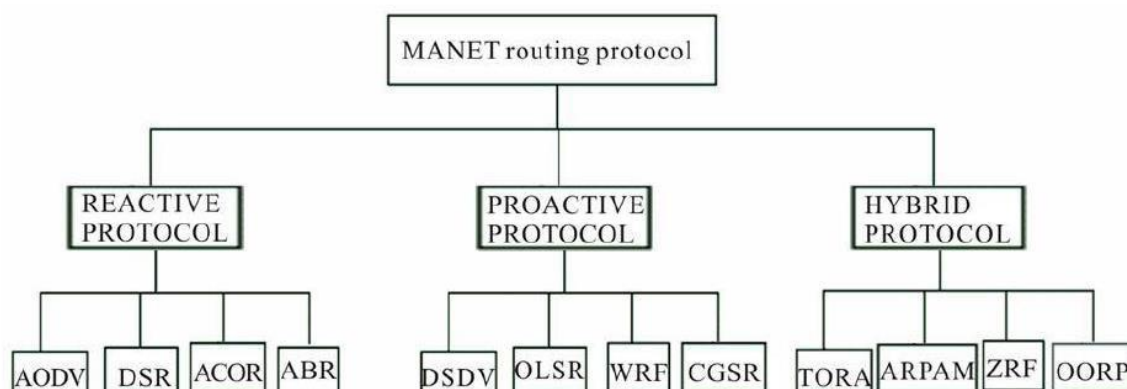 MANET routing protocol
REACTIVE
PROTOCOL
PROACTIVE
PROTOCOL
HYBRID
PROTOCOL
AODV
DSR
ACOR
ABR
DSDV
OLSR
WRF
CGSR
TORA
ARPAM
ZRF
OORP